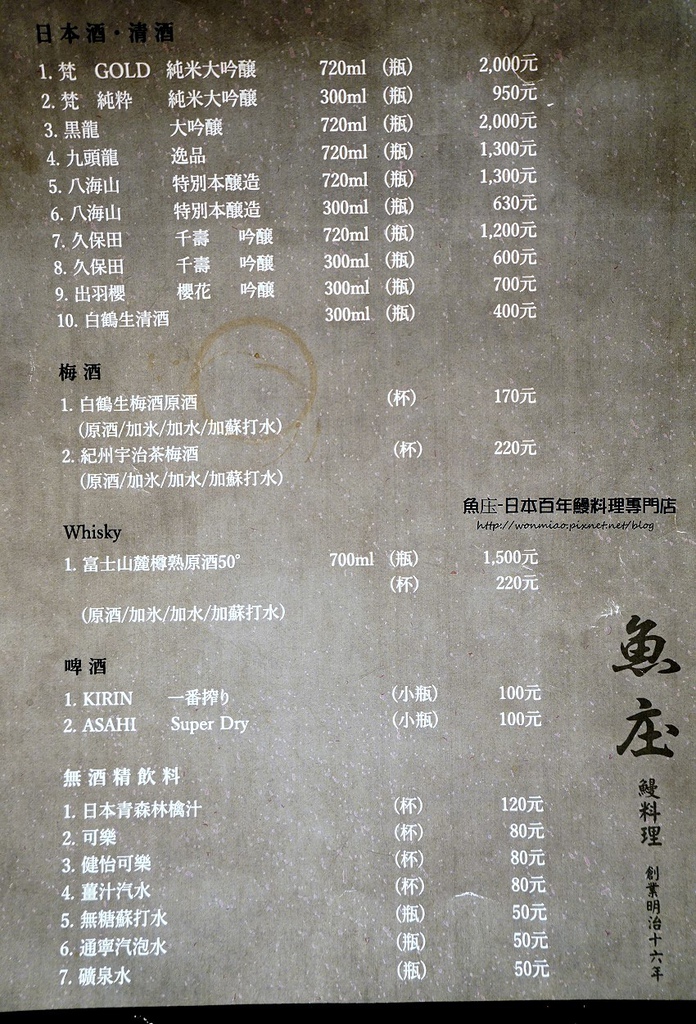 日本酒・清酒
1. 梵 GOLD 純米大吟醸 720ml (瓶) 2,000元
2. 梵 純粋 純米大吟醸 300ml (瓶) 950元
3. 黒龍 大吟醸 720ml (瓶) 2,000元
4. 九頭龍 逸品 720ml (瓶) 1,300元
5. 八海山 特別本醸造 720ml (瓶) 1,300元
6. 八海山 特別本醸造 300ml (瓶) 630元
7. 久保田 千壽 吟醸 720ml (瓶) 1,200元
8. 久保田 千壽 吟醸 300ml (瓶) 600元
9. 出羽櫻 櫻花 吟醸 300ml (瓶) 700元
10. 白鶴生清酒 300ml (瓶) 400元
梅酒
1. 白鶴生梅酒原酒 (杯) 170元
(原酒/加氷/加水/加蘇打水)
2. 紀州宇治茶梅酒 (杯) 220元
(原酒/加氷/加水/加蘇打水)
魚庄-日本百年鰻料理專門店
http://wonmiao.pixnet.net/blog
Whisky
1. 富士山麓樽熟原酒50° 700ml (瓶) 1,500元
(杯) 220元
(原酒/加氷/加水/加蘇打水)
啤酒
1. KIRIN 一番搾り (小瓶) 100元
2. ASAHI Super Dry (小瓶) 100元
無酒精飲料
1. 日本青森林檎汁 (杯) 120元
2. 可樂 (杯) 80元
3. 健怡可樂 (杯) 80元
4. 薑汁汽水 (杯) 80元
5. 無糖蘇打水 (瓶) 50元
6. 通寧汽泡水 (瓶) 50元
7. 礦泉水 (瓶) 50元
魚庄
鰻料理
創業明治十六年